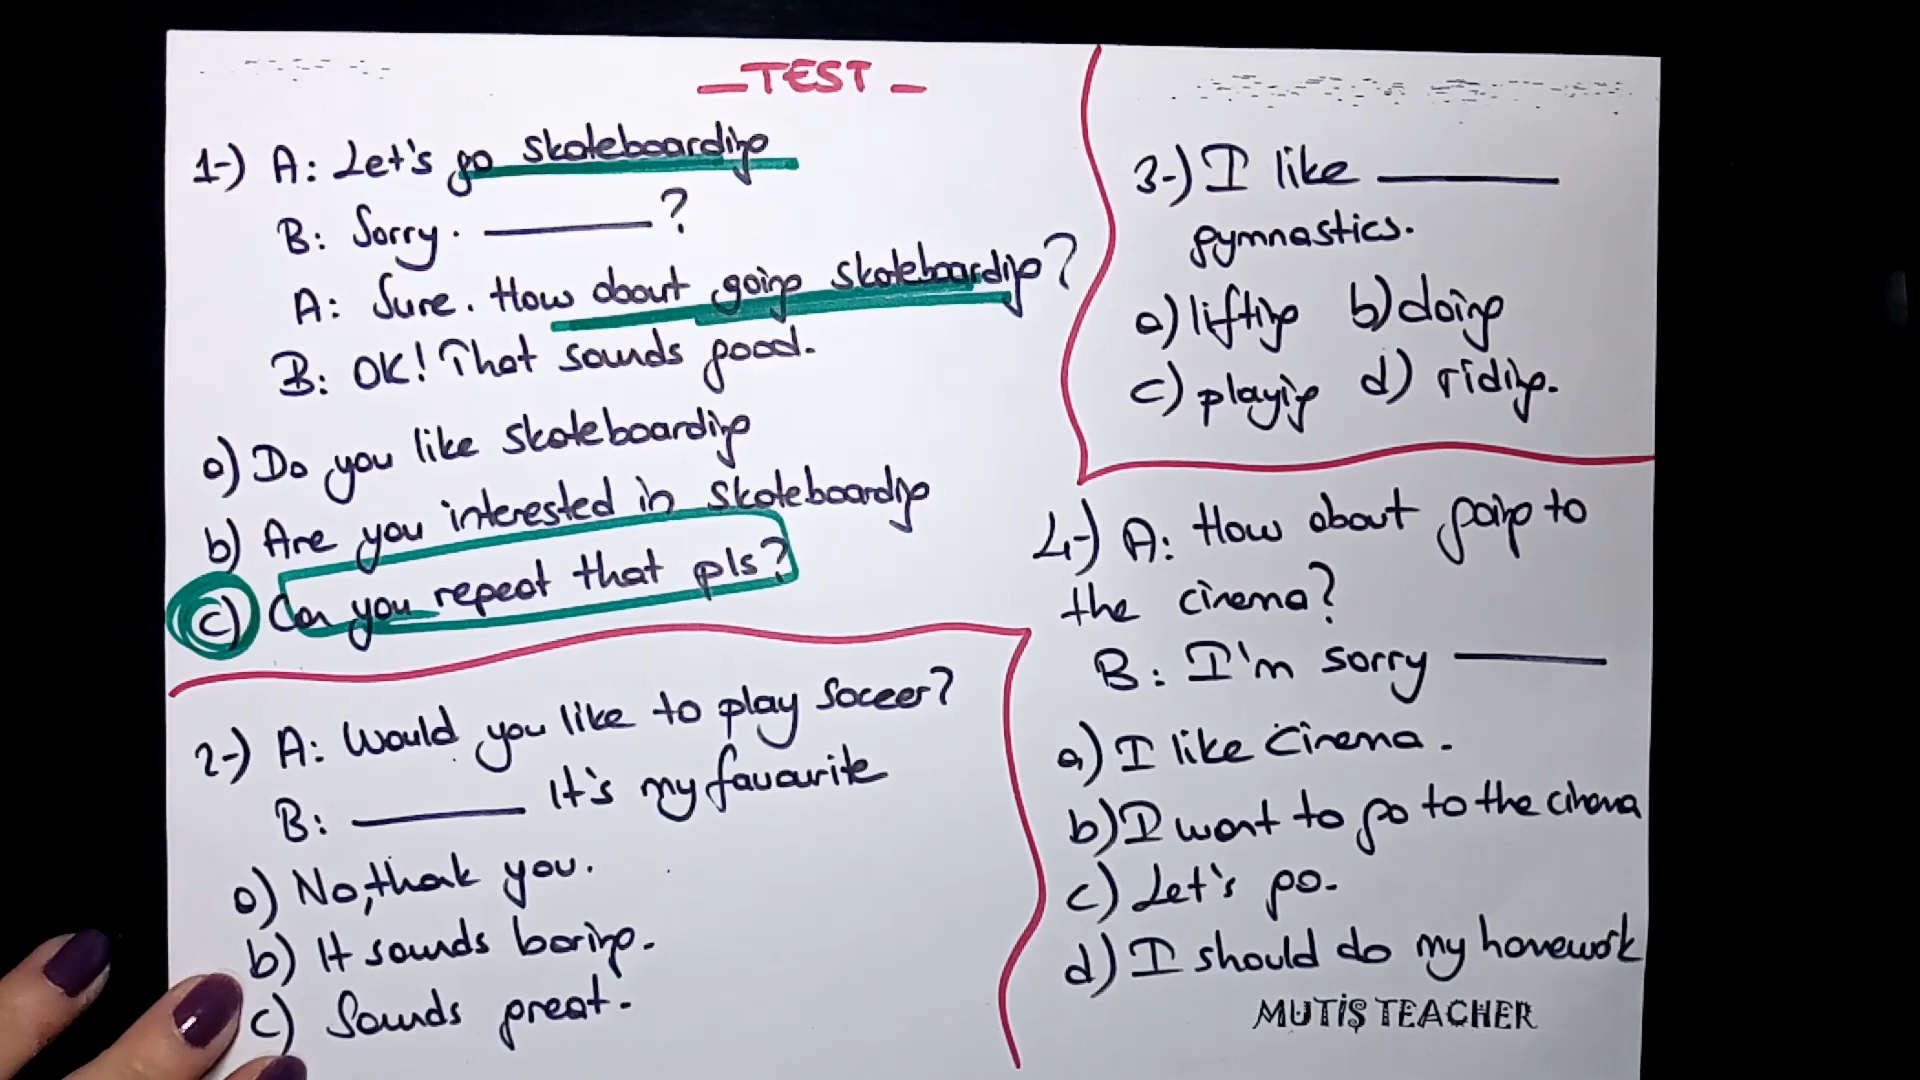 _TEST_
1-) A: Let's go skateboarding
B: Sorry. ______?
A: Sure. How about going skateboarding?
B: OK! That sounds good.
a) Do you like skateboarding
b) Are you interested in skateboarding
c) Can you repeat that pls?
2-) A: Would you like to play soceer?
B: ______ It's my favourite
a) No, thank you.
b) It sounds boring.
c) Sounds great.
3-) I like ______
gymnastics.
a) lifting b) doing
c) playing d) riding.
4-) A: How about going to
the cinema?
B: I'm sorry ______
a) I like cinema.
b) I want to go to the cinema
c) Let's go.
d) I should do my homework
MUTİŞ TEACHER